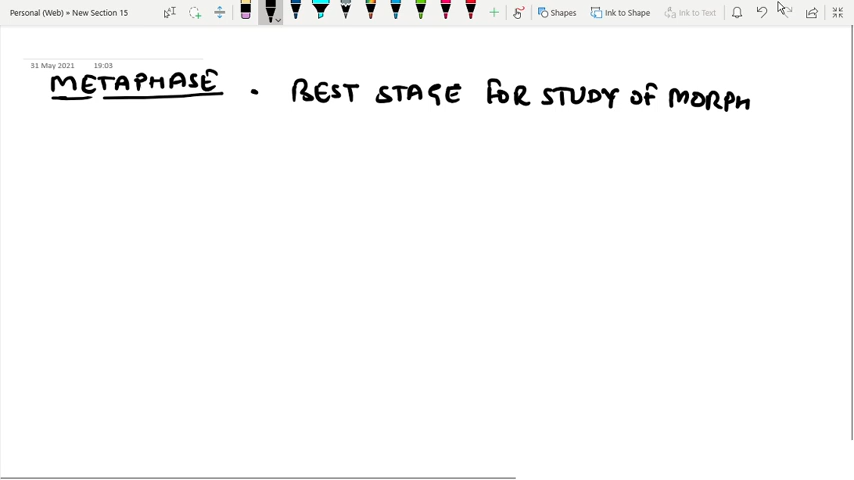 Personal (Web) » New Section 15
Shapes
Ink to Shape
Ink to Text
31 May 2021 19:03
METAPHASE . BEST STAGE FOR STUDY OF MORPH